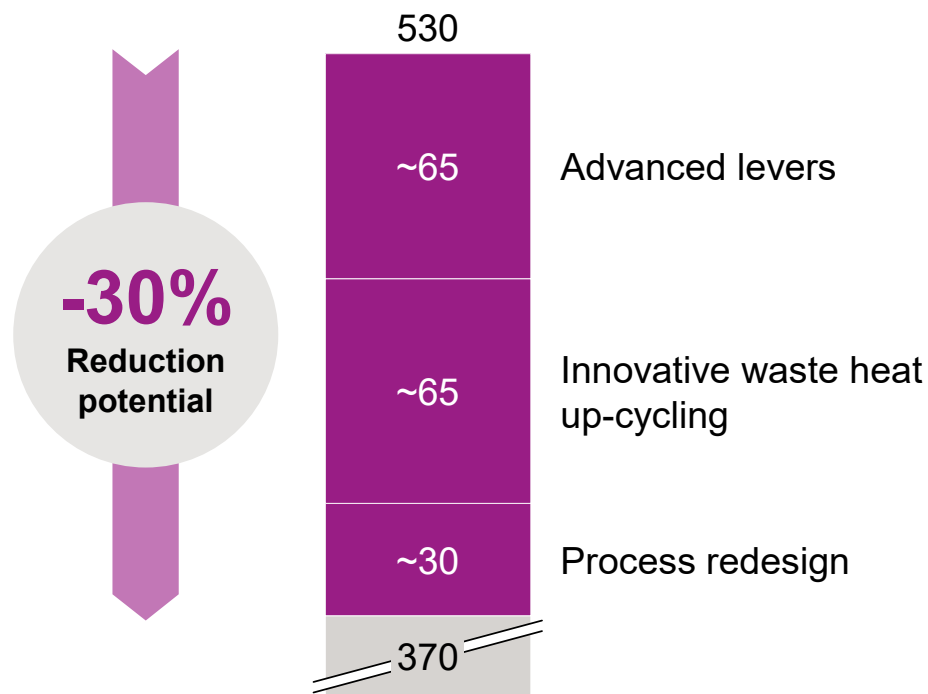 530
~65
Advanced levers
-30%
Reduction
potential
~65
Innovative waste heat
up-cycling
~30
Process redesign
370